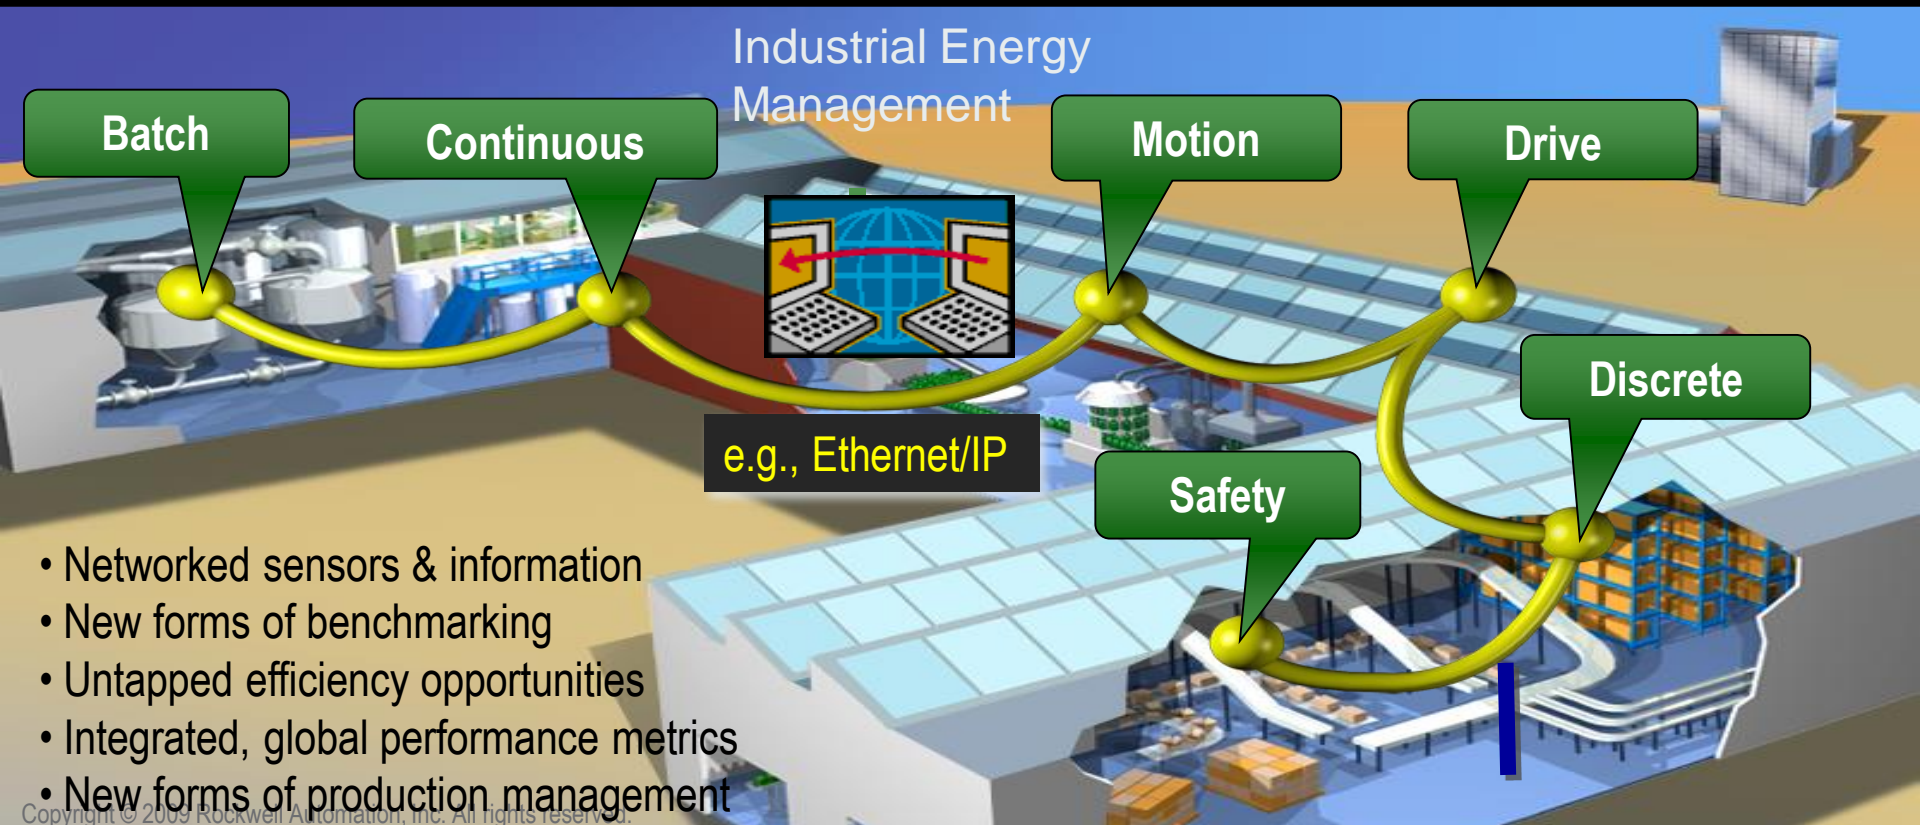 Industrial Energy
Management
Batch
Continuous
Motion
Drive
Discrete
e.g., Ethernet/IP
Safety
• Networked sensors & information
• New forms of benchmarking
• Untapped efficiency opportunities
• Integrated, global performance metrics
• New forms of production management
Copyright © 2009 Rockwell Automation, Inc. All rights reserved.